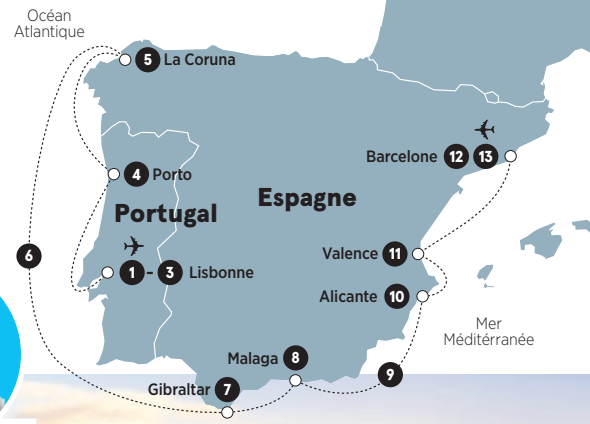 Océan
Atlantique
5 La Coruna
Barcelone 12 13
4 Porto
Espagne
Portugal
6
1 - 3 Lisbonne
Valence 11
Alicante 10
Mer
Méditérranée
Malaga 8
9
Gibraltar 7